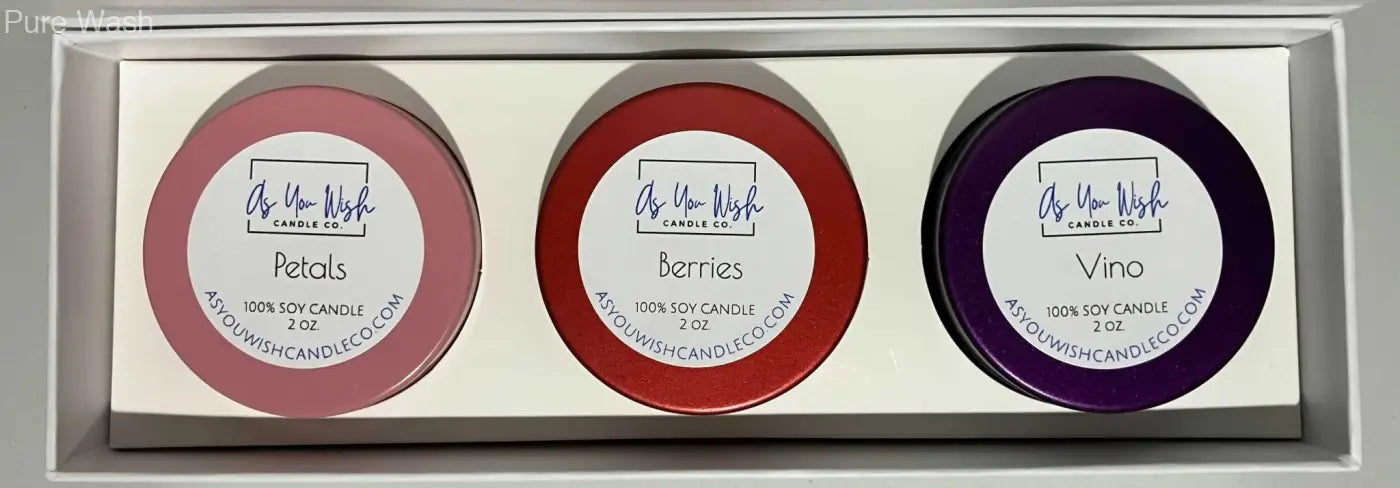 Pure Wash
As You Wish
CANDLE CO.
Petals
100% SOY CANDLE
2 OZ.
ASYOUWISHCANDLECO.COM
As You Wish
CANDLE CO.
Berries
100% SOY CANDLE
2 OZ.
ASYOUWISHCANDLECO.COM
As You Wish
CANDLE CO.
Vino
100% SOY CANDLE
2 OZ.
ASYOUWISHCANDLECO.COM